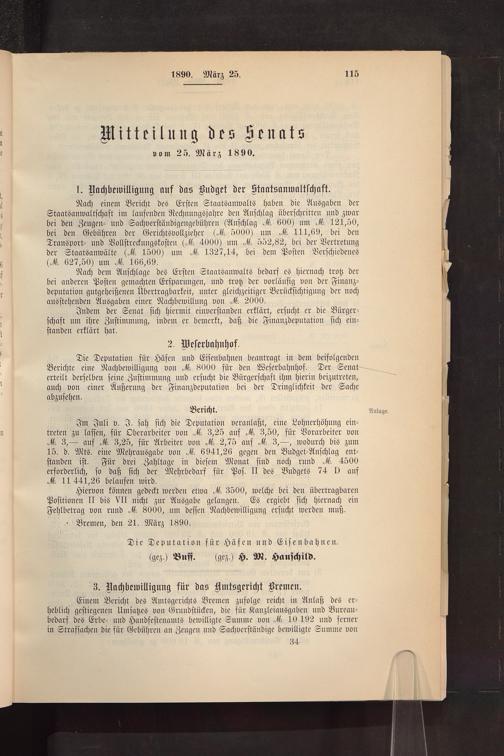 1890. März 25.
115
Mitteilung des Senats
vom 25. März 1890.
1. Nachbewilligung auf das Budget der Staatsanwaltschaft.
Nach einem Bericht des Ersten Staatsanwalts haben die Ausgaben der
Staatsanwaltschaft im laufenden Rechnungsjahre den Anschlag überschritten und zwar
bei den Zeugen- und Sachverständigengebühren (Anschlag ℳ 600) um ℳ 121,50,
bei den Gebühren der Gerichtsvollzieher (ℳ 5000) um ℳ 111,69, bei den
Transport- und Vollstreckungskosten (ℳ 4000) um ℳ 552,82, bei der Vertretung
der Staatsanwälte (ℳ 1500) um ℳ 1327,14, bei dem Posten Verschiedenes
(ℳ 627,50) um ℳ 166,69.
Nach dem Anschlage des Ersten Staatsanwalts bedarf es hiernach trotz der
bei anderen Posten gemachten Ersparungen, und trotz der vorläufig von der Finanz-
deputation gutgeheißenen Übertragbarkeit, unter gleichzeitiger Berücksichtigung der noch
ausstehenden Ausgaben einer Nachbewilligung von ℳ 2000.
Indem der Senat sich hiermit einverstanden erklärt, ersucht er die Bürger-
schaft um ihre Zustimmung, indem er bemerkt, daß die Finanzdeputation sich ein-
standen erklärt hat.
2. Weserbahnhof.
Die Deputation für Häfen und Eisenbahnen beantragt in dem beifolgenden
Berichte eine Nachbewilligung von ℳ 8000 für den Weserbahnhof. Der Senat
erteilt derselben seine Zustimmung und ersucht die Bürgerschaft ihm hierin beizutreten,
auch von einer Äußerung der Finanzdeputation bei der Dringlichkeit der Sache
abzusehen.
Bericht.
Anlage.
Im Juli v. J. sah sich die Deputation veranlaßt, eine Lohnerhöhung ein-
treten zu lassen, für Oberarbeiter von ℳ 3,25 auf ℳ 3,50, für Vorarbeiter von
ℳ 3,— auf ℳ 3,25, für Arbeiter von ℳ 2,75 auf ℳ 3,—, wodurch bis zum
15. d. Mts. eine Mehrausgabe von ℳ 6941,26 gegen den Budget-Anschlag ent-
standen ist. Für drei Zahltage in diesem Monat sind noch rund ℳ 4500
erforderlich, so daß sich der Mehrbedarf für Pos. II des Budgets 74 D auf
ℳ 11 441,26 belaufen wird.
Hiervon können gedeckt werden etwa ℳ 3500, welche bei den übertragbaren
Positionen II bis VII nicht zur Ausgabe gelangen. Es ergiebt sich hiernach ein
Fehlbetrag von rund ℳ 8000, um dessen Nachbewilligung ersucht werden muß.
Bremen, den 21. März 1890.
Die Deputation für Häfen und Eisenbahnen.
(gez.) Buff. (gez.) H. M. Hauschild.
3. Nachbewilligung für das Amtsgericht Bremen.
Einem Bericht des Amtsgerichts Bremen zufolge reicht in Anlaß des er-
heblich gestiegenen Umsatzes von Grundstücken, die für Kanzleiausgaben und Bureau-
bedarf des Erbe- und Handfestenamts bewilligte Summe von ℳ 10 192 und ferner
in Strafsachen die für Gebühren an Zeugen und Sachverständige bewilligte Summe von
34